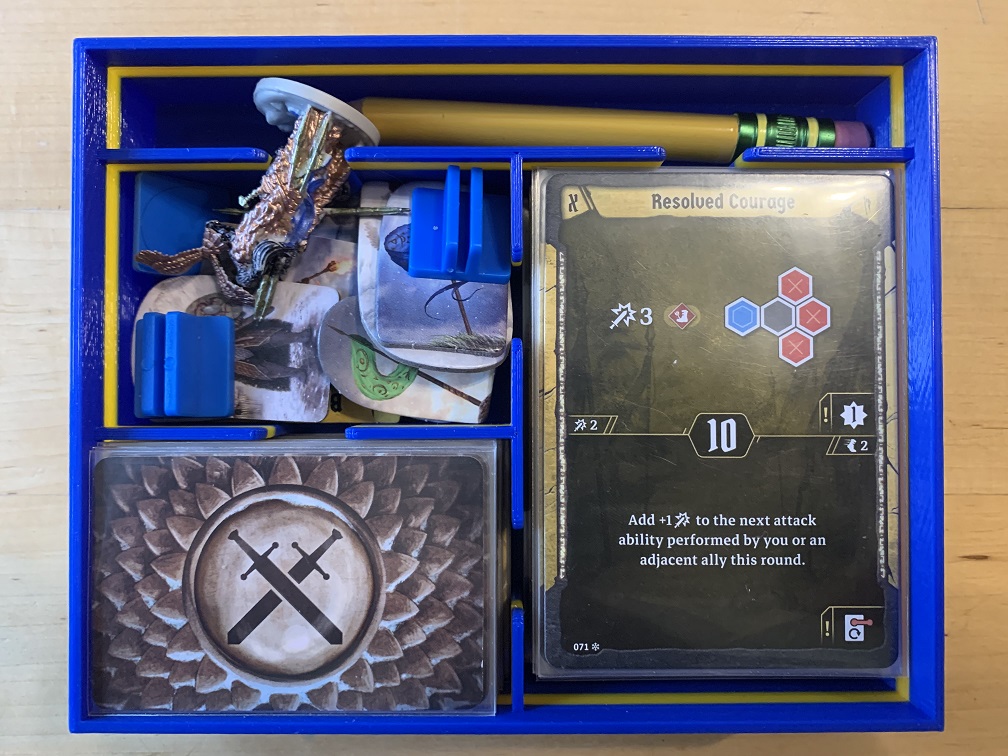 X
Resolved Courage
3
1
2
10
2
Add +1 to the next attack
ability performed by you or an
adjacent ally this round.
071